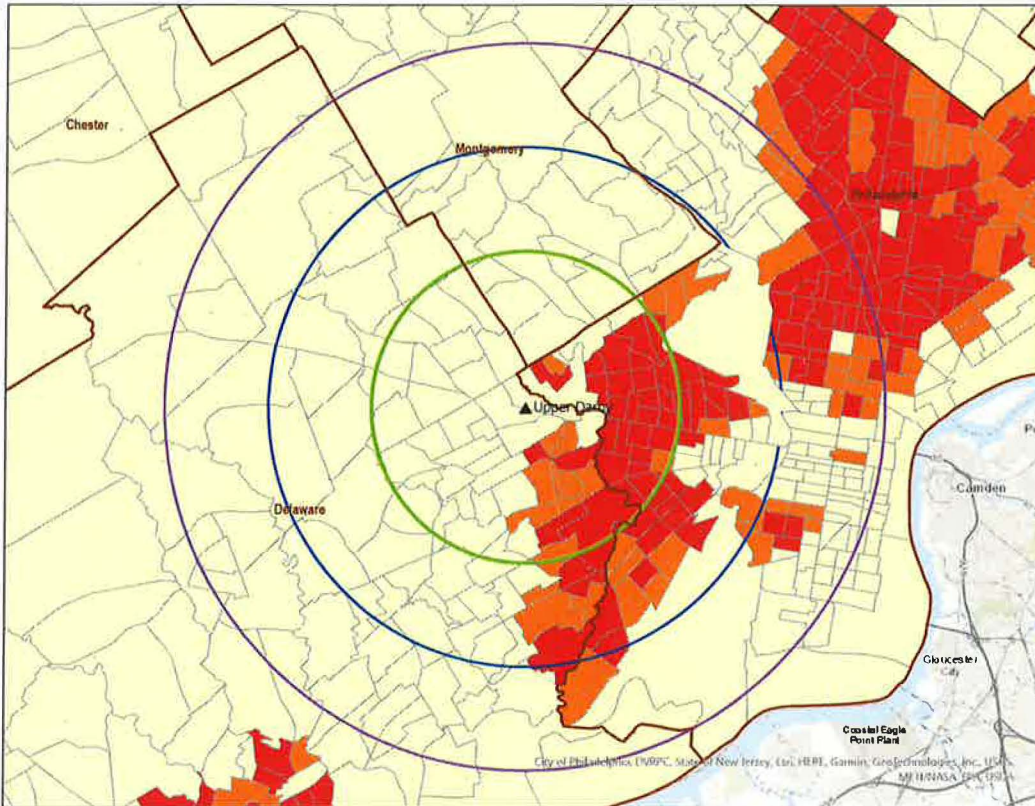 Chester
Montgomery
Philadelphia
Upper Darby
Delaware
Camden
Gloucester
City
Coastal Eagle
Point Plant
City of Philadelphia, DVRPC, State of New Jersey, Esri, HERE, Garmin, GeoTechnologies, Inc., USGS,
METI/NASA, EPA, USDA